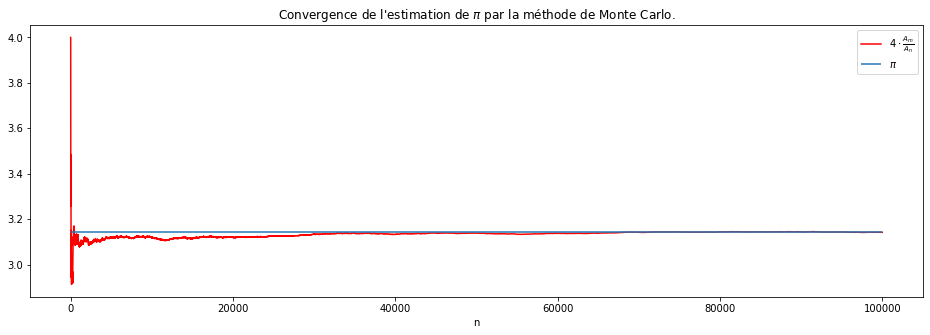 Convergence de l'estimation de π par la méthode de Monte Carlo.
4.0
3.8
3.6
3.4
3.2
3.0
4 · A_m/A_n
π
0 20000 40000 60000 80000 100000
n